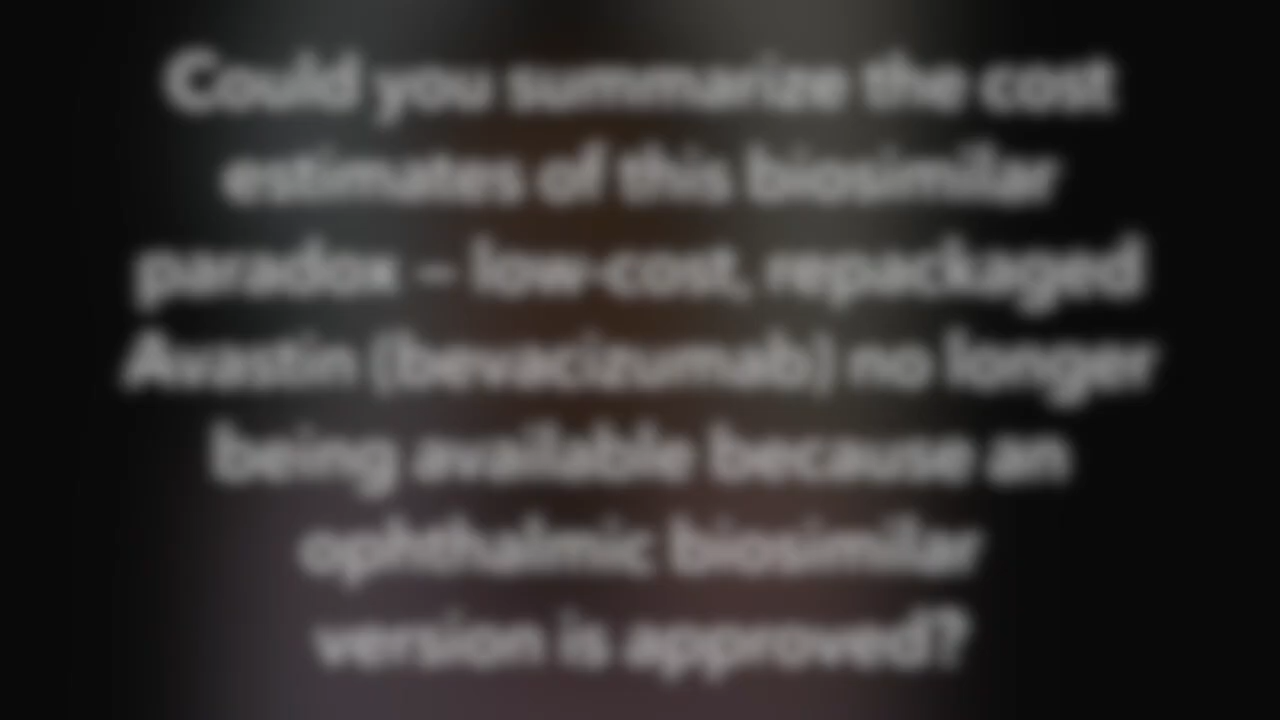 Could you summarize the cost
estimates of this biosimilar
paradox – low-cost, repackaged
Avastin (bevacizumab) no longer
being available because an
ophthalmic biosimilar
version is approved?